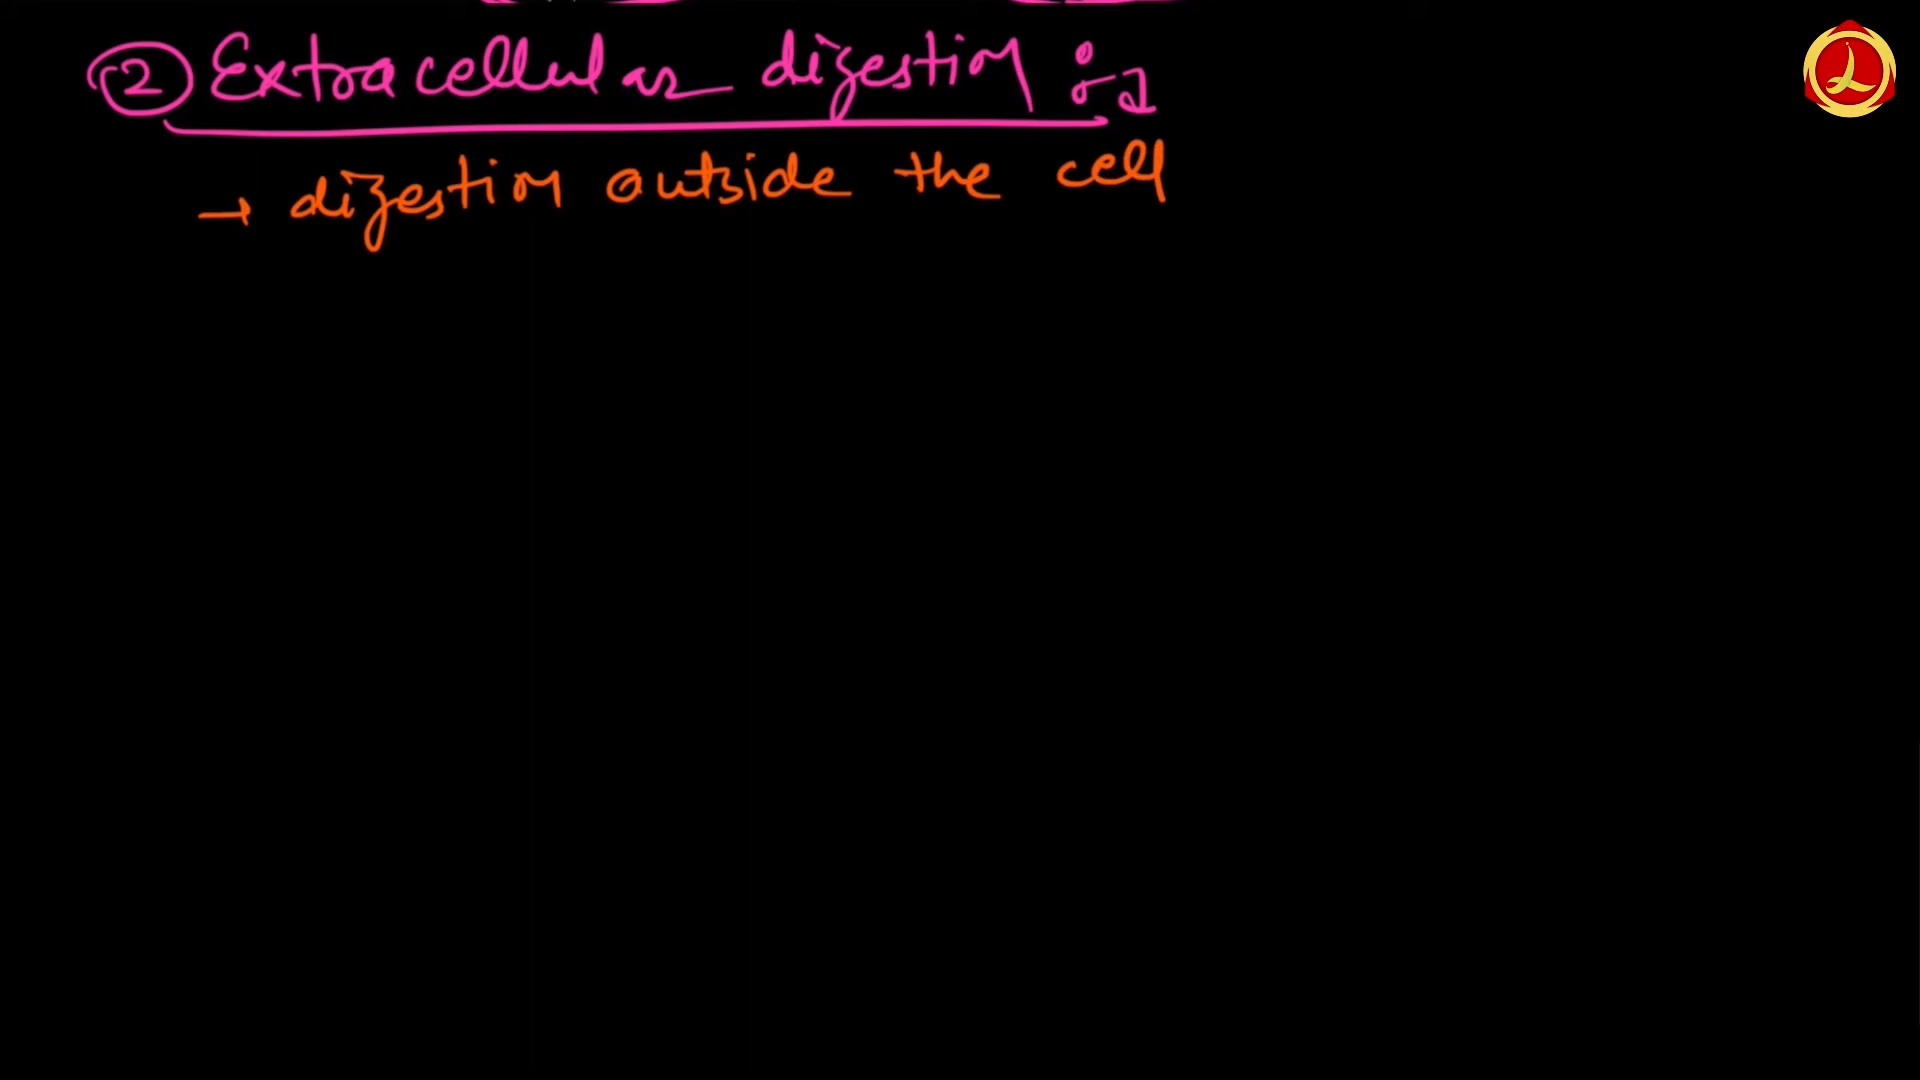 ② Extracellular digestion :-
→ digestion outside the cell